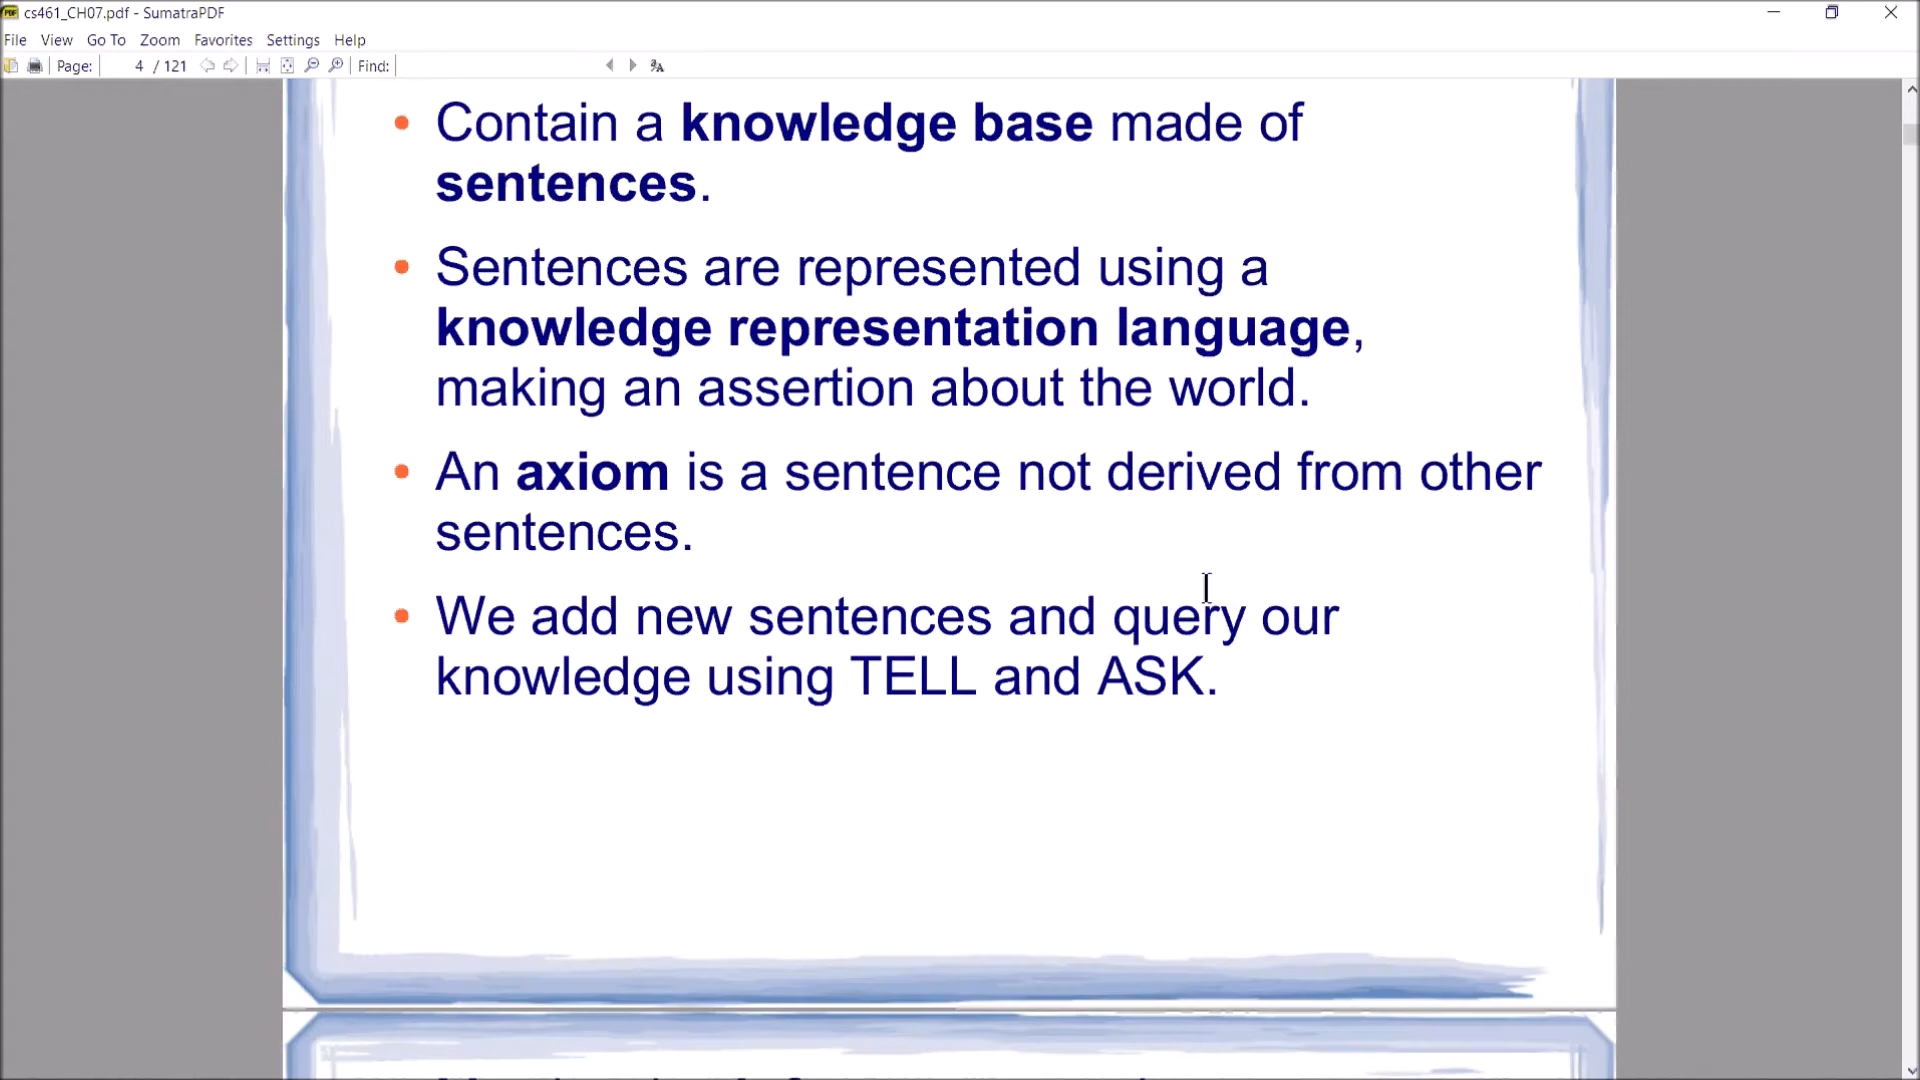 cs461_CH07.pdf - SumatraPDF
File View Go To Zoom Favorites Settings Help
Page: 4 / 121 Find:
• Contain a knowledge base made of
sentences.
• Sentences are represented using a
knowledge representation language,
making an assertion about the world.
• An axiom is a sentence not derived from other
sentences.
• We add new sentences and query our
knowledge using TELL and ASK.